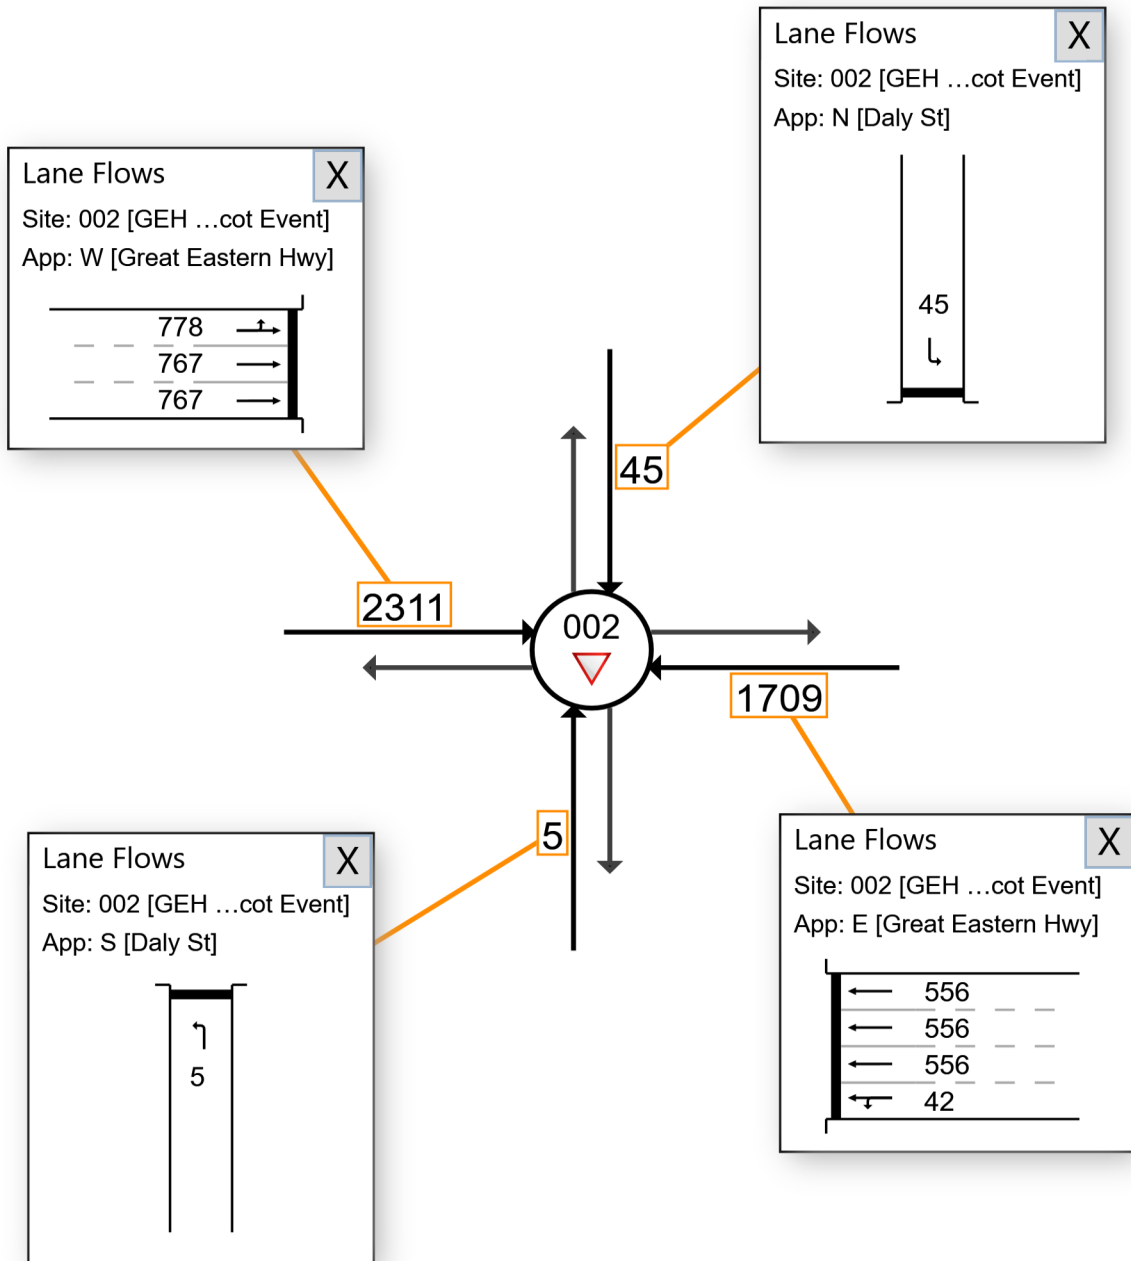 Lane Flows X
Site: 002 [GEH ...cot Event]
App: N [Daly St]
45
Lane Flows X
Site: 002 [GEH ...cot Event]
App: W [Great Eastern Hwy]
778
767
767
45
2311
002
1709
5
Lane Flows X
Site: 002 [GEH ...cot Event]
App: S [Daly St]
5
Lane Flows X
Site: 002 [GEH ...cot Event]
App: E [Great Eastern Hwy]
556
556
556
42